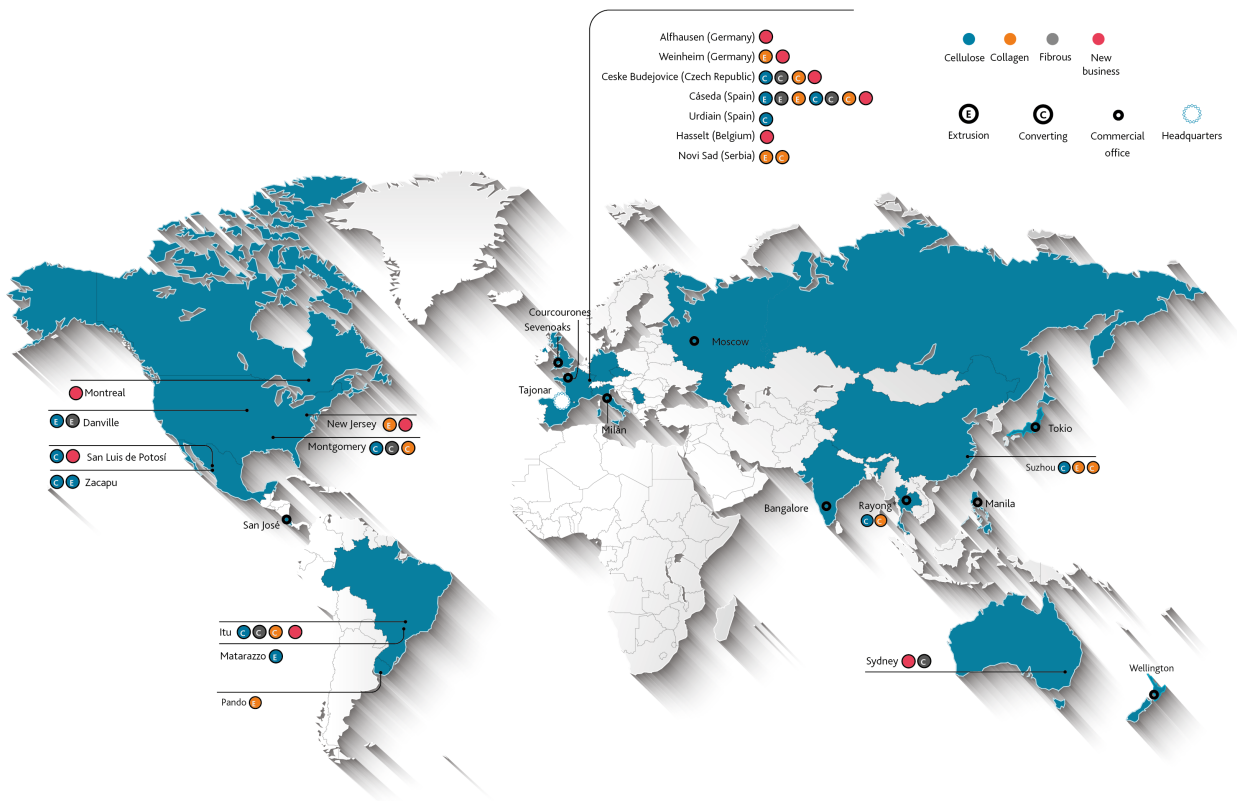 Alfhausen (Germany)
Weinheim (Germany) E
Ceske Budejovice (Czech Republic) C C C
Cáseda (Spain) E E E C C C
Urdiain (Spain) C
Hasselt (Belgium)
Novi Sad (Serbia) E C
Cellulose Collagen Fibrous New
business
E C
Extrusion Converting Commercial
office
Headquarters
Courcourones
Sevenoaks
Moscow
Tajonar
Milán
Montreal
E E Danville
New Jersey E
Montgomery C C C
C San Luis de Potosí
C E Zacapu
San José
Tokio
Suzhou C E C
Bangalore
Rayong
C
Manila
Itu C C C
Matarazzo E
Pando E
Sydney C
Wellington